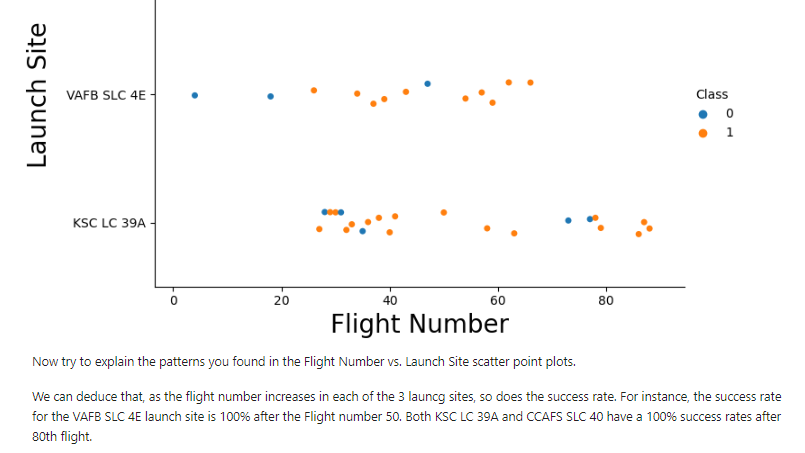 Launch Site
VAFB SLC 4E
KSC LC 39A
Class
0
1
0 20 40 60 80
Flight Number
Now try to explain the patterns you found in the Flight Number vs. Launch Site scatter point plots.
We can deduce that, as the flight number increases in each of the 3 launcg sites, so does the success rate. For instance, the success rate
for the VAFB SLC 4E launch site is 100% after the Flight number 50. Both KSC LC 39A and CCAFS SLC 40 have a 100% success rates after
80th flight.